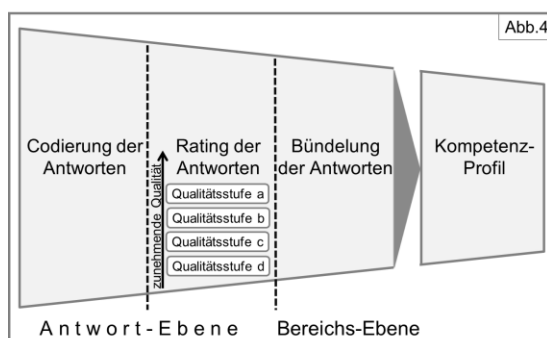 Abb.4
Codierung der
Antworten
Rating der
Antworten
zunehmende Qualität
Qualitätsstufe a
Qualitätsstufe b
Qualitätsstufe c
Qualitätsstufe d
Bündelung
der Antworten
Kompetenz-
Profil
Antwort-Ebene
Bereichs-Ebene